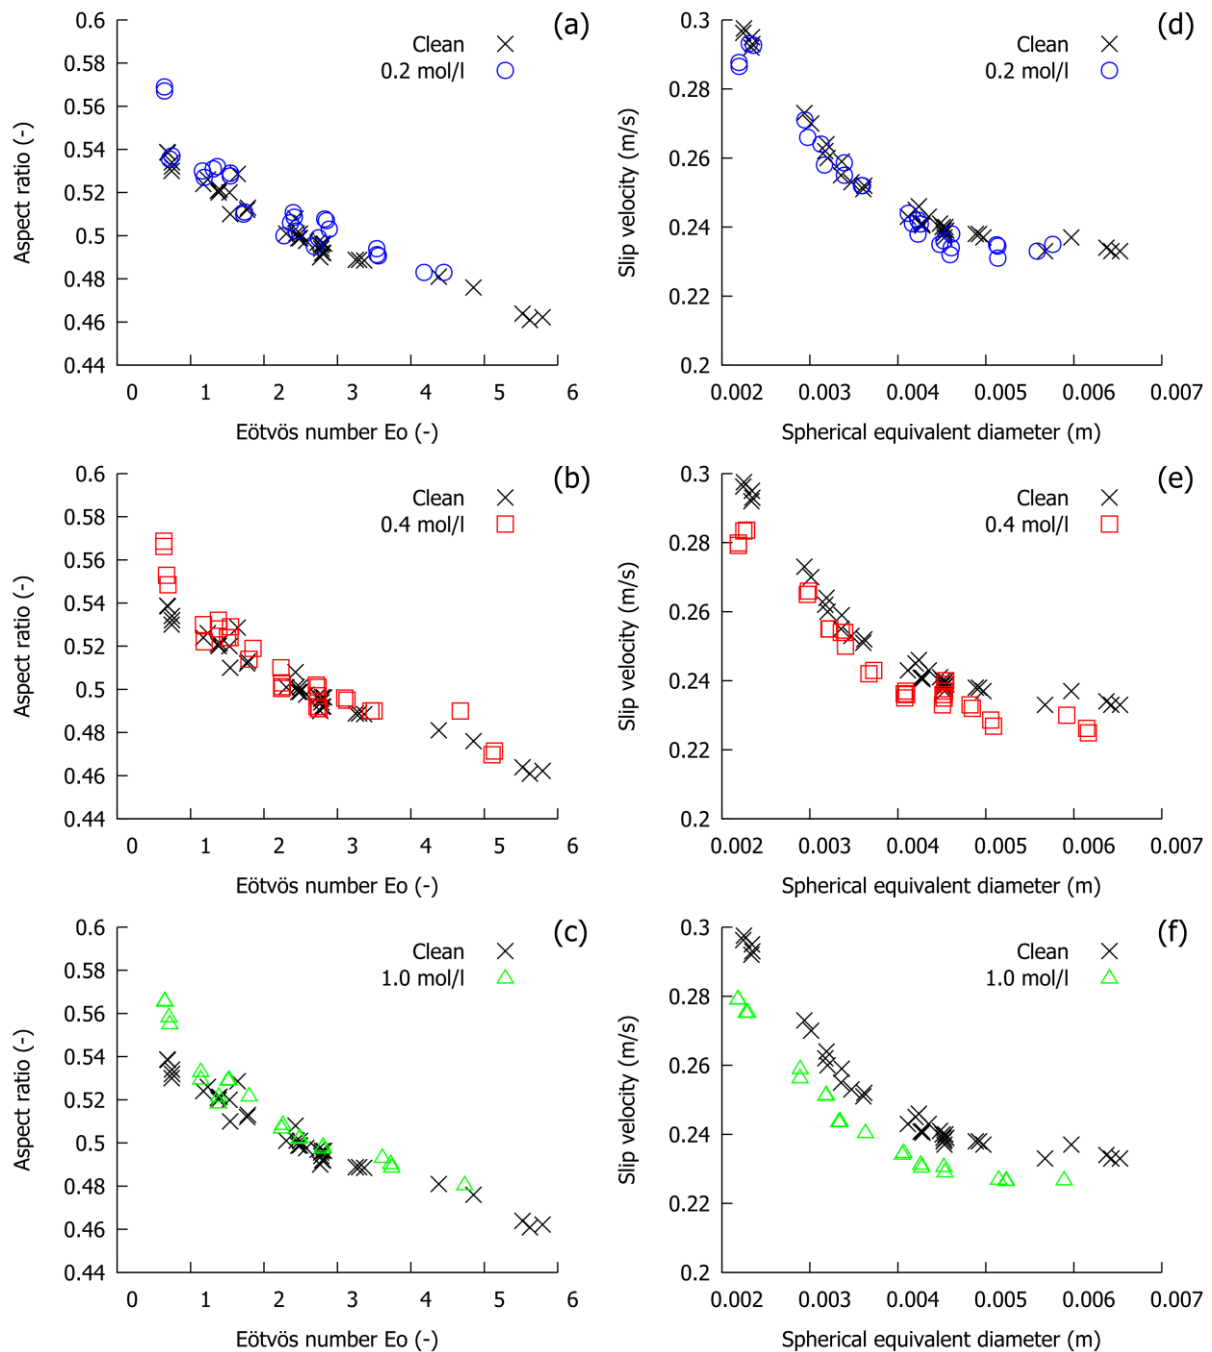 (a)
Clean
0.2 mol/l
0.6
0.58
0.56
0.54
0.52
0.5
0.48
0.46
0.44
Aspect ratio (-)
0 1 2 3 4 5 6
Eötvös number Eo (-)
(d)
Clean
0.2 mol/l
0.3
0.28
0.26
0.24
0.22
0.2
Slip velocity (m/s)
0.002 0.003 0.004 0.005 0.006 0.007
Spherical equivalent diameter (m)
(b)
Clean
0.4 mol/l
0.6
0.58
0.56
0.54
0.52
0.5
0.48
0.46
0.44
Aspect ratio (-)
0 1 2 3 4 5 6
Eötvös number Eo (-)
(e)
Clean
0.4 mol/l
0.3
0.28
0.26
0.24
0.22
0.2
Slip velocity (m/s)
0.002 0.003 0.004 0.005 0.006 0.007
Spherical equivalent diameter (m)
(c)
Clean
1.0 mol/l
0.6
0.58
0.56
0.54
0.52
0.5
0.48
0.46
0.44
Aspect ratio (-)
0 1 2 3 4 5 6
Eötvös number Eo (-)
(f)
Clean
1.0 mol/l
0.3
0.28
0.26
0.24
0.22
0.2
Slip velocity (m/s)
0.002 0.003 0.004 0.005 0.006 0.007
Spherical equivalent diameter (m)